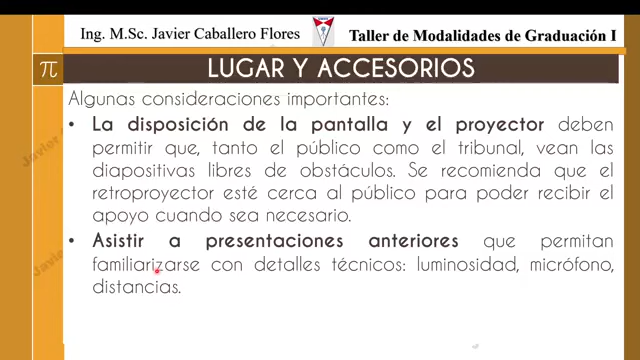 Ing. M.Sc. Javier Caballero Flores
Taller de Modalidades de Graduación I
π
LUGAR Y ACCESORIOS
Algunas consideraciones importantes:
• La disposición de la pantalla y el proyector deben
permitir que, tanto el público como el tribunal, vean las
diapositivas libres de obstáculos. Se recomienda que el
retroproyector esté cerca al público para poder recibir el
apoyo cuando sea necesario.
• Asistir a presentaciones anteriores que permitan
familiarizarse con detalles técnicos: luminosidad, micrófono,
distancias.